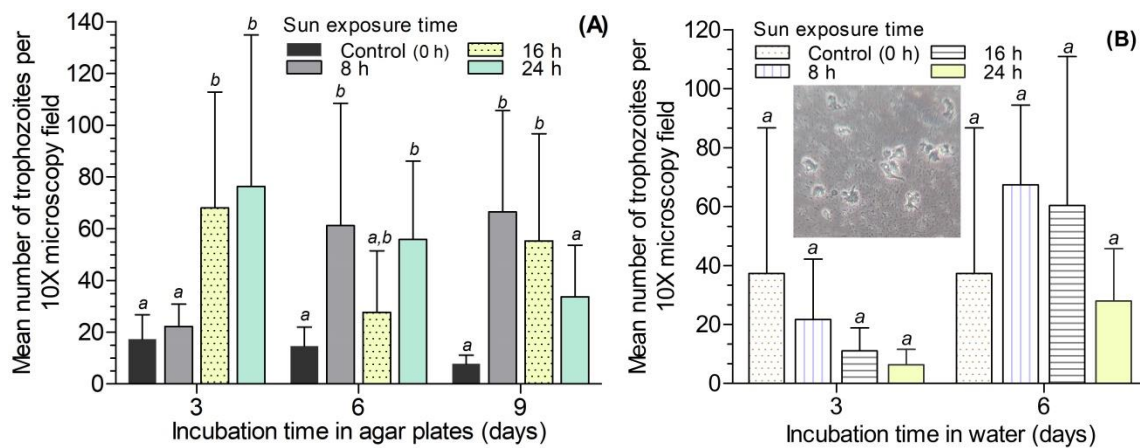 Mean number of trophozoites per
10X microscopy field
140
120
100
80
60
40
20
0
Sun exposure time
Control (0 h)
16 h
8 h
24 h
(A)
a
a
b
b
a
b
a,b
b
a
b
b
a
3
6
9
Incubation time in agar plates (days)
Mean number of trophozoites per
10X microscopy field
120
100
80
60
40
20
0
Sun exposure time
Control (0 h)
16 h
8 h
24 h
(B)
a
a
a
a
a
a
a
a
3
6
Incubation time in water (days)